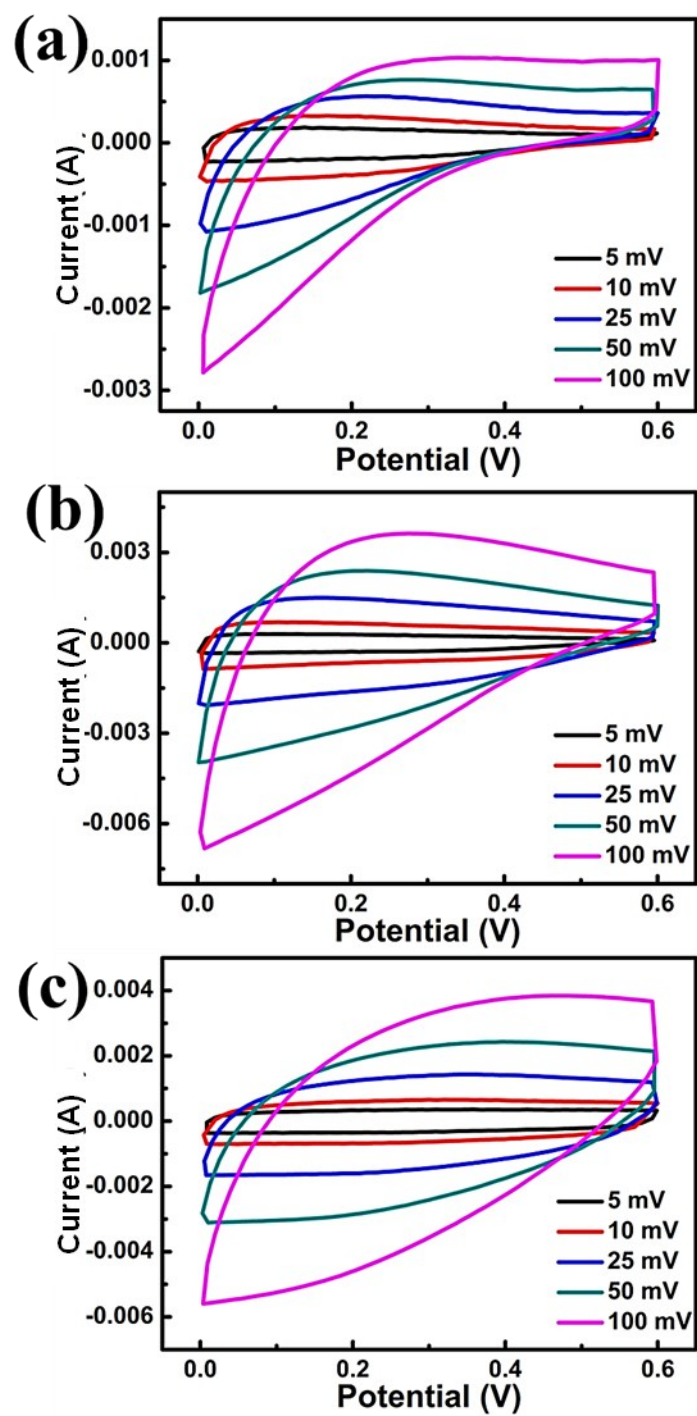 (a)
0.001
0.000
-0.001
-0.002
-0.003
Current (A)
5 mV
10 mV
25 mV
50 mV
100 mV
0.0 0.2 0.4 0.6
Potential (V)
(b)
0.003
0.000
-0.003
-0.006
Current (A)
5 mV
10 mV
25 mV
50 mV
100 mV
0.0 0.2 0.4 0.6
Potential (V)
(c)
0.004
0.002
0.000
-0.002
-0.004
-0.006
Current (A)
5 mV
10 mV
25 mV
50 mV
100 mV
0.0 0.2 0.4 0.6
Potential (V)